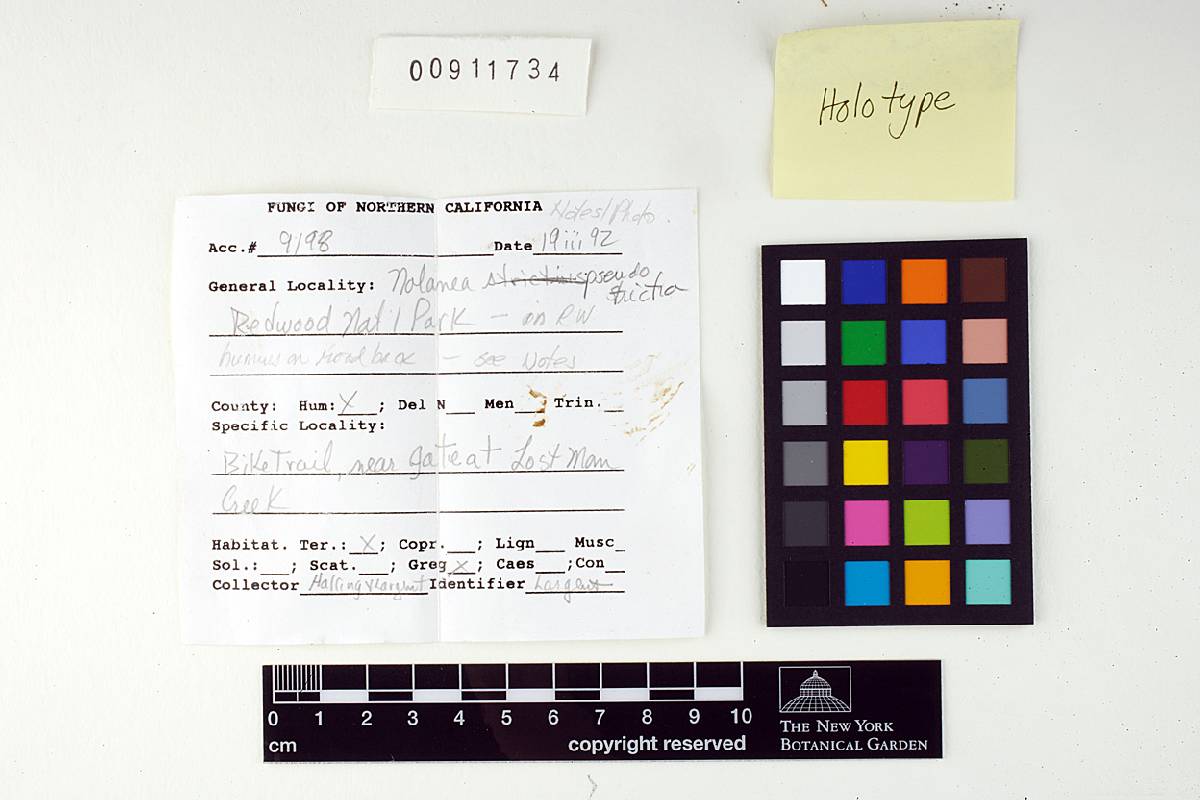 00911734
Holotype
FUNGI OF NORTHERN CALIFORNIA Notes/Photo.
Acc.# 9198 Date 19 iii 92
General Locality: Nolanea strictius pseudo
strictia
Redwood Nat'l Park - in RW
humus on road bank - see Notes
County: Hum: X ; Del N Men Trin.
Specific Locality:
Bike Trail, near gate at Lost Man
Creek
Habitat. Ter.: X ; Copr. ; Lign Musc
Sol.: ; Scat. ; Greg X ; Caes ;Con
Collector Halling & Largent Identifier Largent
0 1 2 3 4 5 6 7 8 9 10
cm copyright reserved
THE NEW YORK
BOTANICAL GARDEN